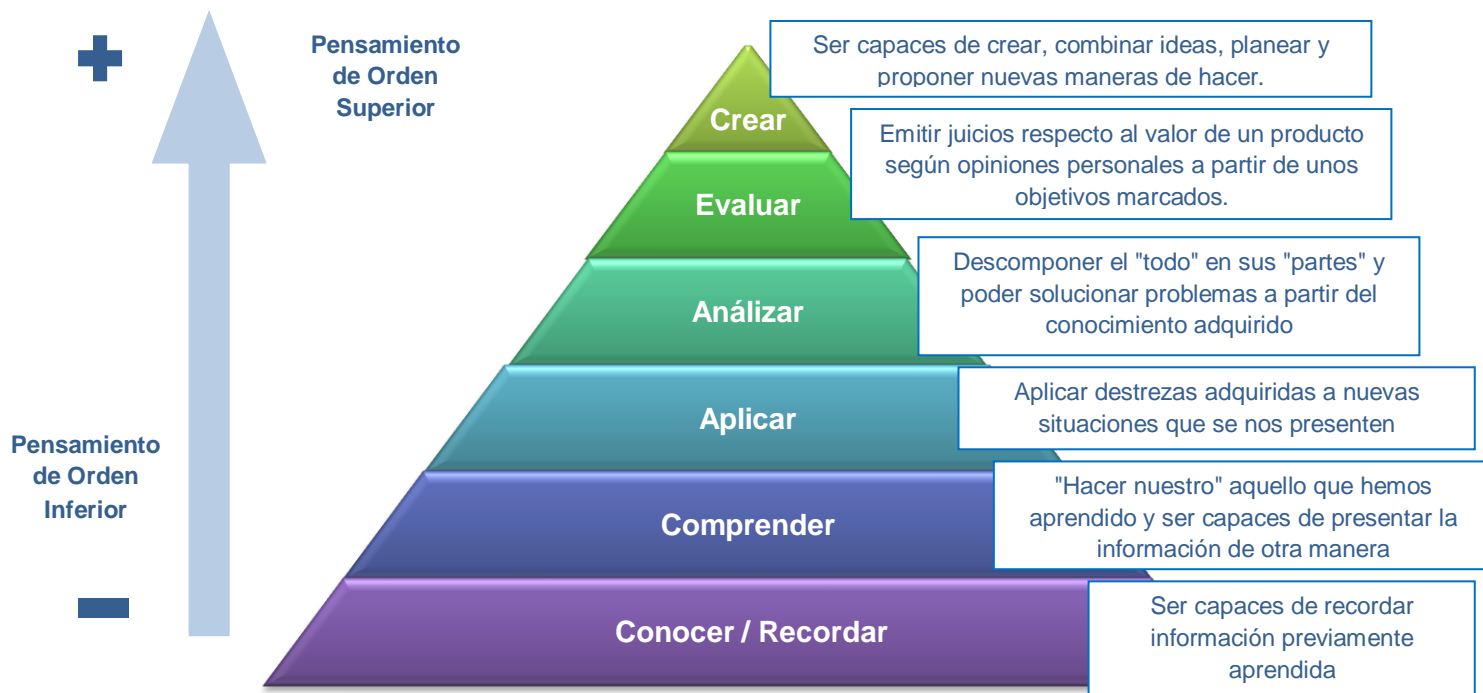 Pensamiento
de Orden
Superior
Crear
Ser capaces de crear, combinar ideas, planear y
proponer nuevas maneras de hacer.
Evaluar
Emitir juicios respecto al valor de un producto
según opiniones personales a partir de unos
objetivos marcados.
Análizar
Descomponer el "todo" en sus "partes" y
poder solucionar problemas a partir del
conocimiento adquirido
Aplicar
Aplicar destrezas adquiridas a nuevas
situaciones que se nos presenten
Pensamiento
de Orden
Inferior
Comprender
"Hacer nuestro" aquello que hemos
aprendido y ser capaces de presentar la
información de otra manera
Conocer / Recordar
Ser capaces de recordar
información previamente
aprendida